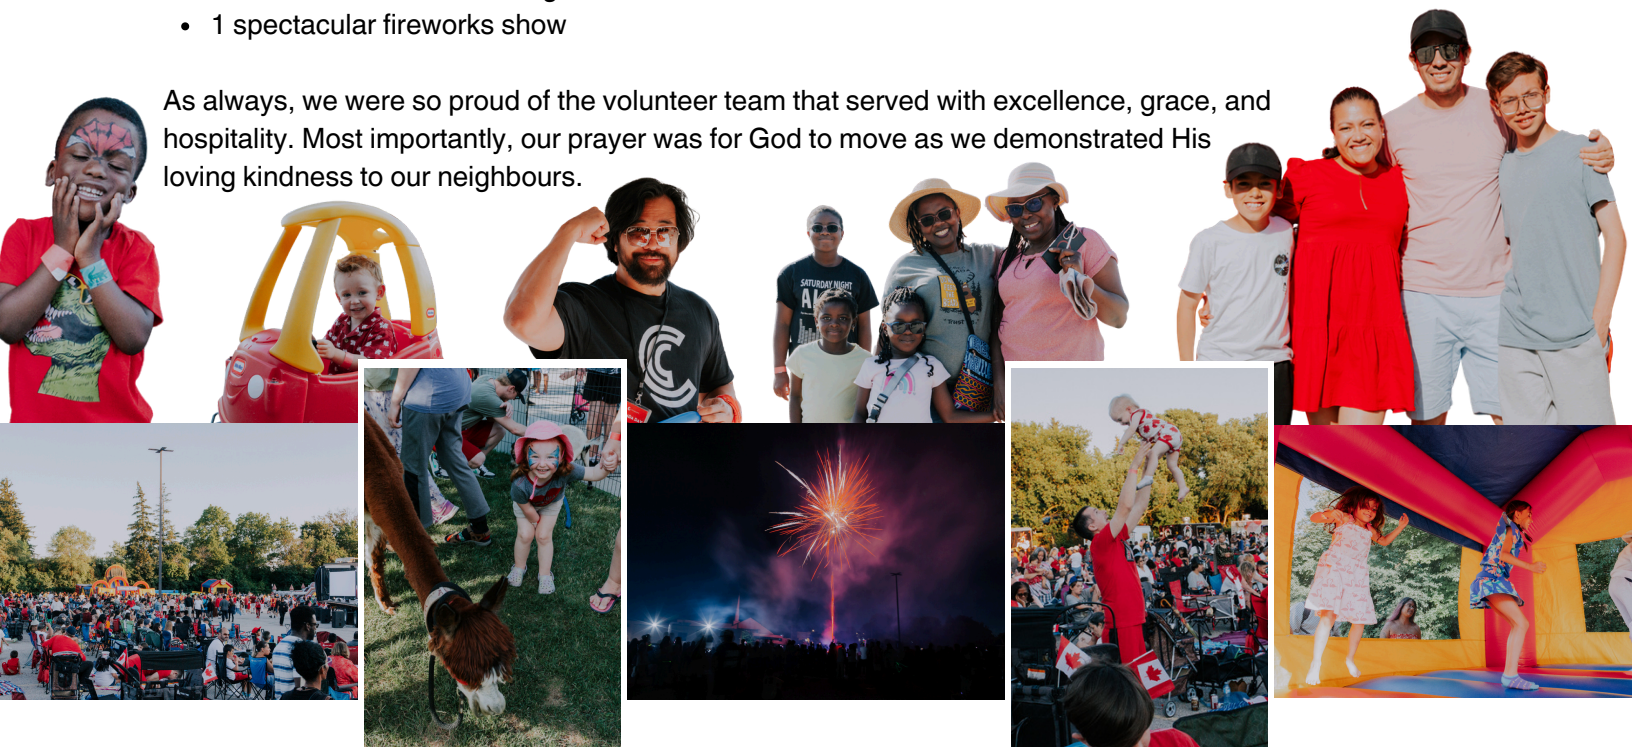 • 1 spectacular fireworks show
As always, we were so proud of the volunteer team that served with excellence, grace, and
hospitality. Most importantly, our prayer was for God to move as we demonstrated His
loving kindness to our neighbours.
SATURDAY NIGHT